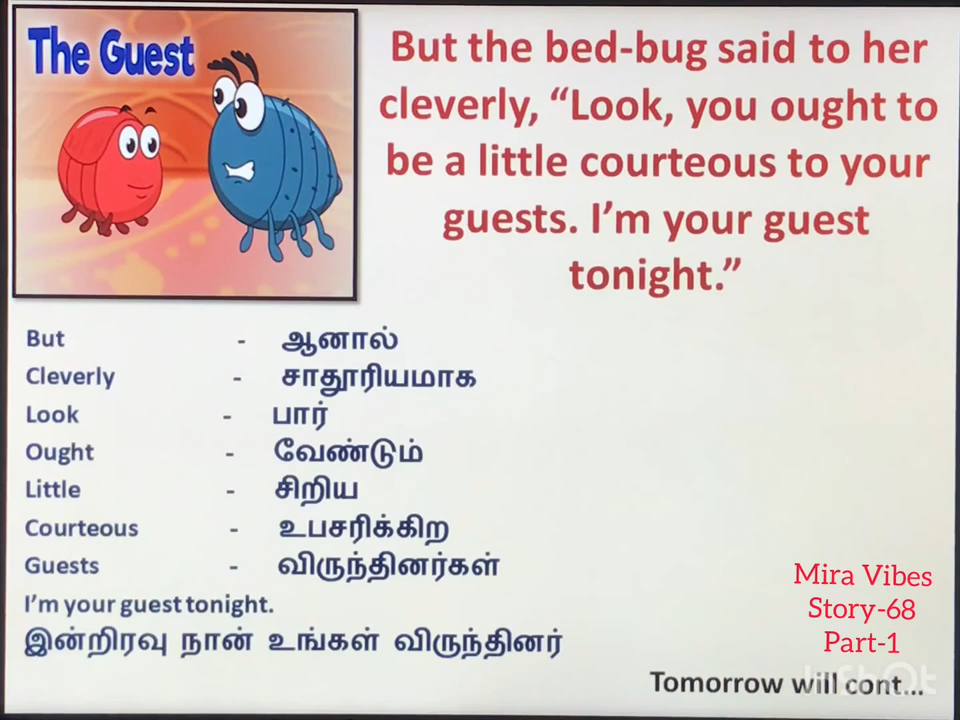 The Guest
But the bed-bug said to her
cleverly, “Look, you ought to
be a little courteous to your
guests. I’m your guest
tonight.”
But - ஆனால்
Cleverly - சாதூரியமாக
Look - பார்
Ought - வேண்டும்
Little - சிறிய
Courteous - உபசரிக்கிற
Guests - விருந்தினர்கள்
I’m your guest tonight.
இன்றிரவு நான் உங்கள் விருந்தினர்
Mira Vibes
Story-68
Part-1
Tomorrow will cont...